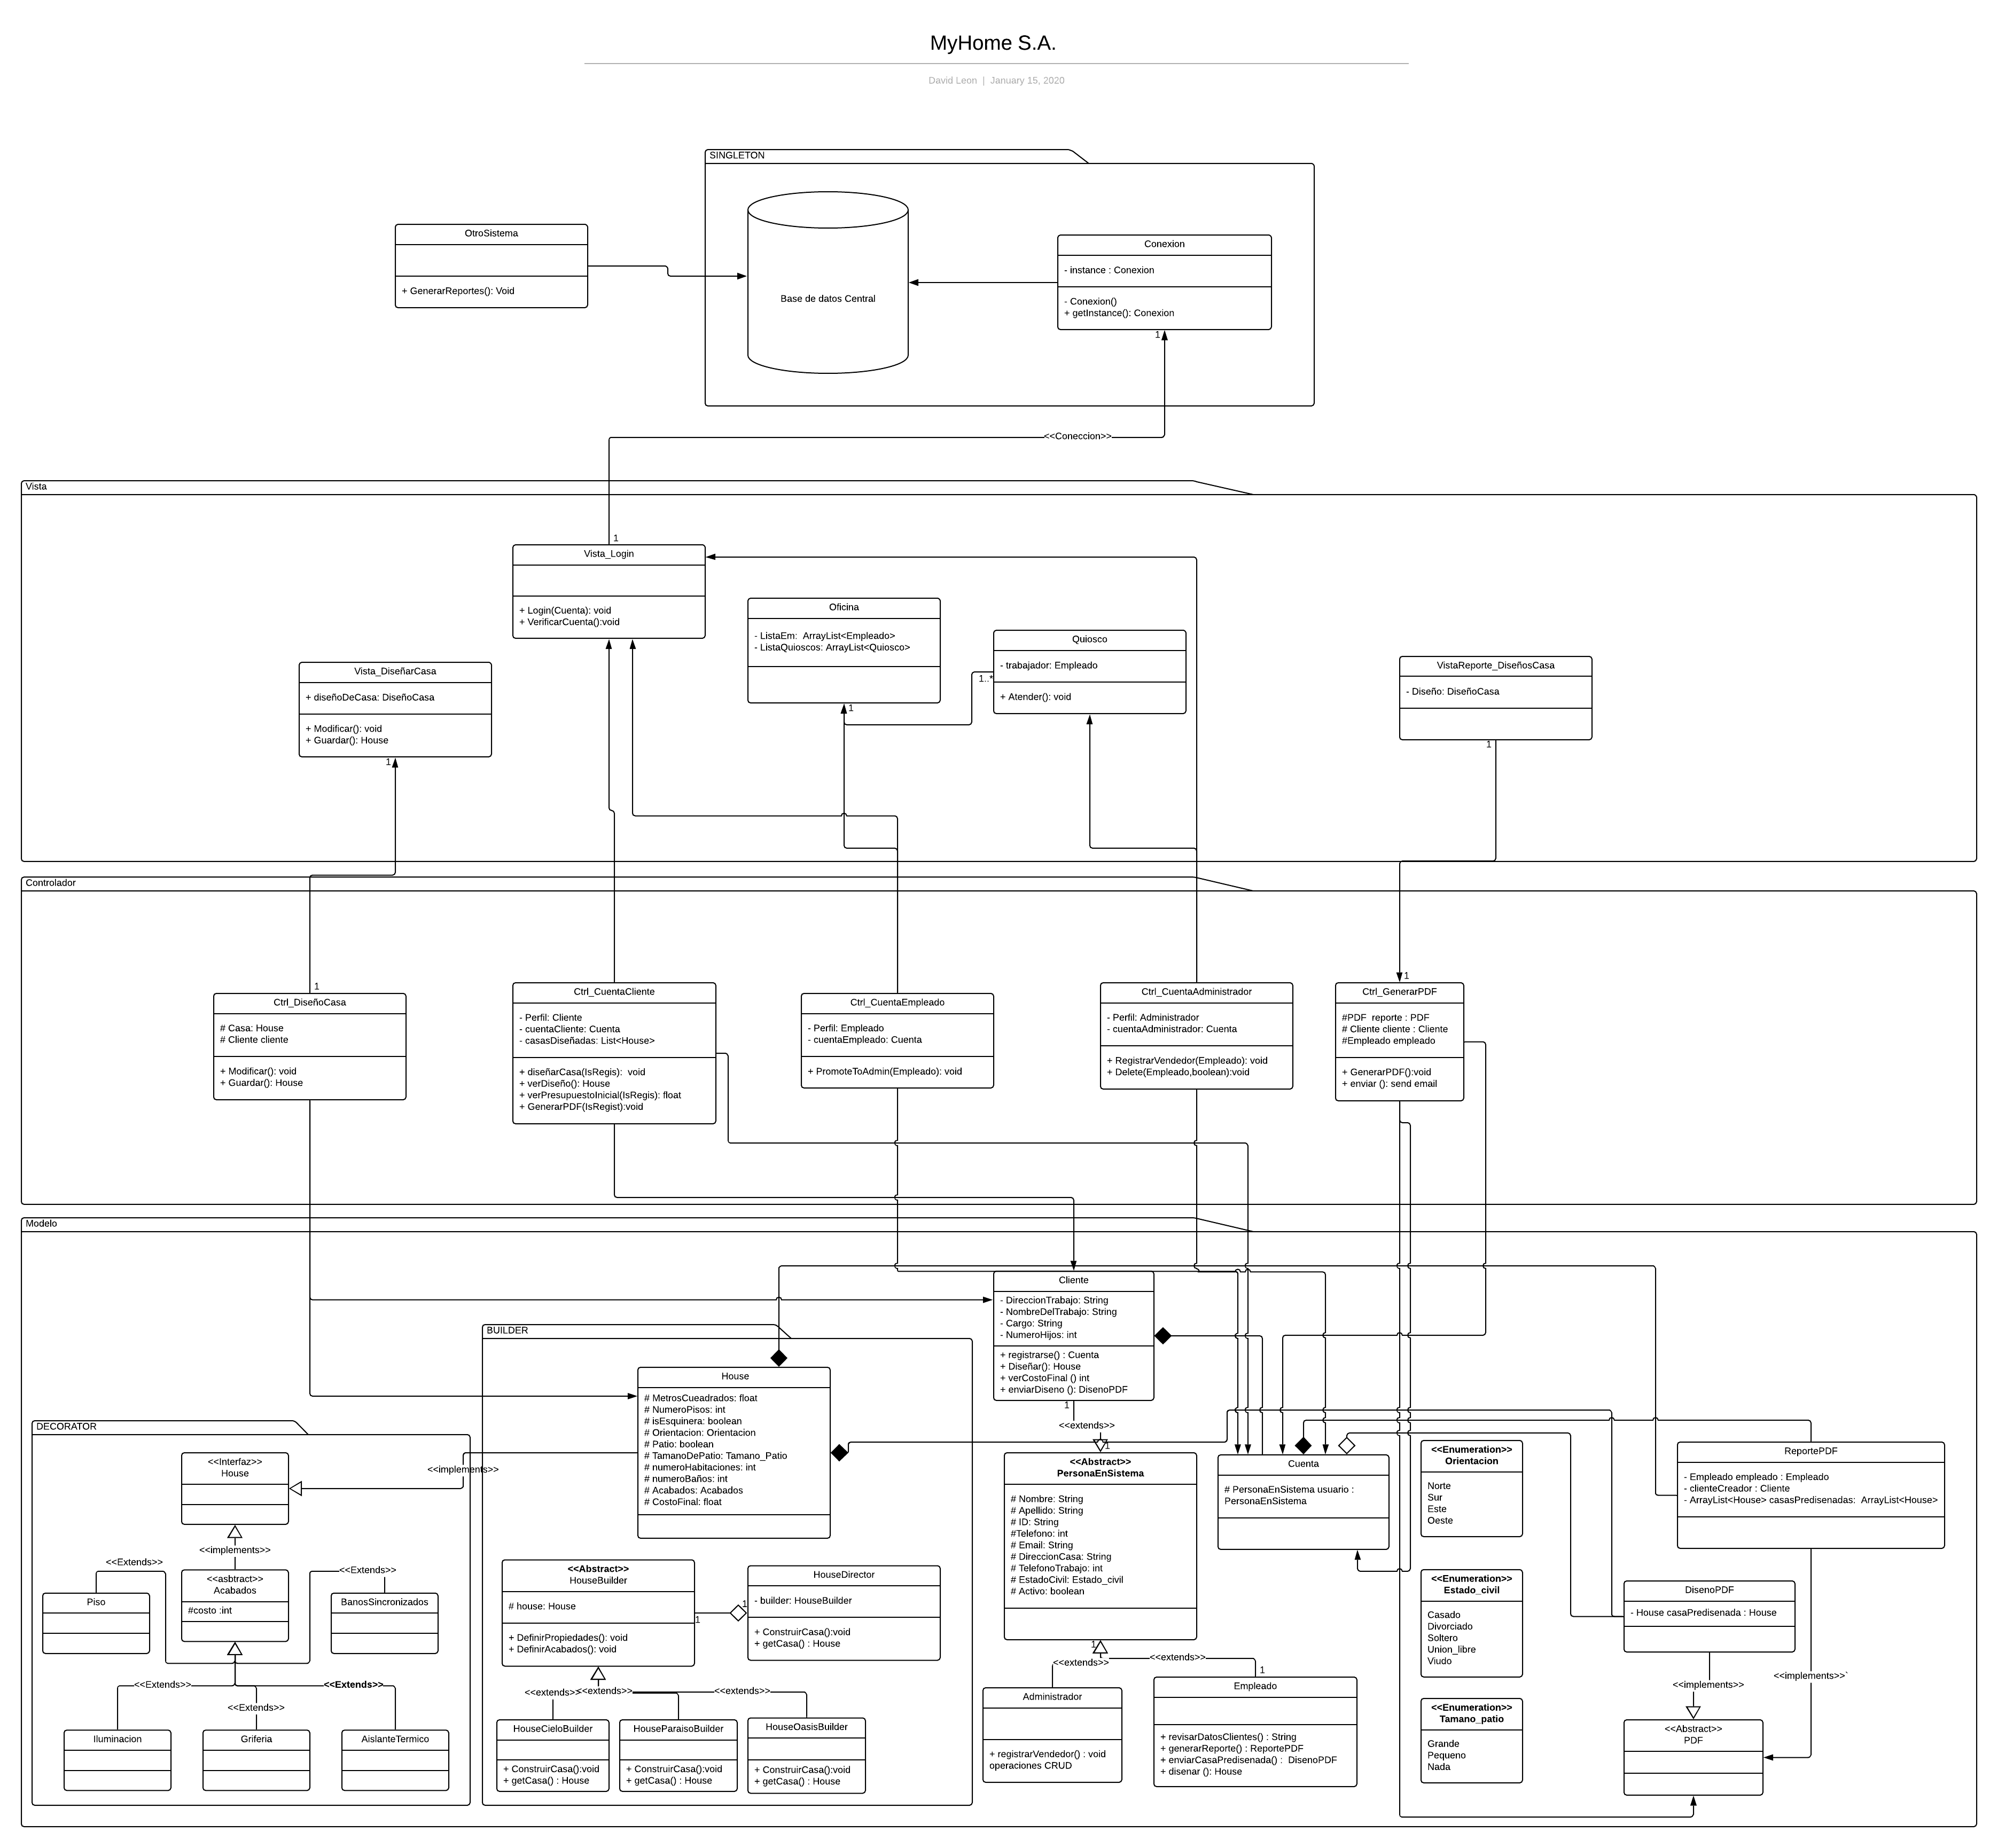 MyHome S.A.
David Leon | January 15, 2020
SINGLETON
OtroSistema
+ GenerarReportes(): Void
Base de datos Central
Conexion
- instance : Conexion
- Conexion()
+ getInstance(): Conexion
1
<<Coneccion>>
Vista
1
Vista_Login
+ Login(Cuenta): void
+ VerificarCuenta():void
Oficina
- ListaEm:  ArrayList<Empleado>
- ListaQuioscos: ArrayList<Quiosco>
1
Quiosco
- trabajador: Empleado
+ Atender(): void
1..*
Vista_DiseñarCasa
+ diseñoDeCasa: DiseñoCasa
+ Modificar(): void
+ Guardar(): House
1
VistaReporte_DiseñosCasa
- Diseño: DiseñoCasa
1
Controlador
1
Ctrl_DiseñoCasa
# Casa: House
# Cliente cliente
+ Modificar(): void
+ Guardar(): House
Ctrl_CuentaCliente
- Perfil: Cliente
- cuentaCliente: Cuenta
- casasDiseñadas: List<House>
+ diseñarCasa(IsRegis):  void
+ verDiseño(): House
+ verPresupuestoInicial(IsRegis): float
+ GenerarPDF(IsRegist):void
Ctrl_CuentaEmpleado
- Perfil: Empleado
- cuentaEmpleado: Cuenta
+ PromoteToAdmin(Empleado): void
Ctrl_CuentaAdministrador
- Perfil: Administrador
- cuentaAdministrador: Cuenta
+ RegistrarVendedor(Empleado): void
+ Delete(Empleado,boolean):void
1
Ctrl_GenerarPDF
#PDF  reporte : PDF
# Cliente cliente : Cliente
#Empleado empleado
+ GenerarPDF():void
+ enviar (): send email
Modelo
Cliente
- DireccionTrabajo: String
- NombreDelTrabajo: String
- Cargo: String
- NumeroHijos: int
+ registrarse() : Cuenta
+ Diseñar(): House
+ verCostoFinal () int
+ enviarDiseno (): DisenoPDF
1
<<extends>>
1
BUILDER
House
# MetrosCueadrados: float
# NumeroPisos: int
# isEsquinera: boolean
# Orientacion: Orientacion
# Patio: boolean
# TamanoDePatio: Tamano_Patio
# numeroHabitaciones: int
# numeroBaños: int
# Acabados: Acabados
# CostoFinal: float
<<implements>>
DECORATOR
<<Interfaz>>
House
<<implements>>
<<Extends>>
<<Extends>>
<<asbtract>>
Acabados
#costo :int
Piso
BanosSincronizados
<<Extends>>
<<Extends>>
<<Extends>>
Iluminacion
Griferia
AislanteTermico
<<Abstract>>
HouseBuilder
# house: House
+ DefinirPropiedades(): void
+ DefinirAcabados(): void
1
1
HouseDirector
- builder: HouseBuilder
+ ConstruirCasa():void
+ getCasa() : House
<<extends>>
<<extends>>
<<extends>>
HouseCieloBuilder
+ ConstruirCasa():void
+ getCasa() : House
HouseParaisoBuilder
+ ConstruirCasa():void
+ getCasa() : House
HouseOasisBuilder
+ ConstruirCasa():void
+ getCasa() : House
<<Abstract>>
PersonaEnSistema
# Nombre: String
# Apellido: String
# ID: String
#Telefono: int
# Email: String
# DireccionCasa: String
# TelefonoTrabajo: int
# EstadoCivil: Estado_civil
# Activo: boolean
1
<<extends>>
<<extends>>
1
Administrador
+ registrarVendedor() : void
operaciones CRUD
Empleado
+ revisarDatosClientes() : String
+ generarReporte() : ReportePDF
+ enviarCasaPredisenada() :  DisenoPDF
+ disenar (): House
Cuenta
# PersonaEnSistema usuario :
PersonaEnSistema
<<Enumeration>>
Orientacion
Norte
Sur
Este
Oeste
<<Enumeration>>
Estado_civil
Casado
Divorciado
Soltero
Union_libre
Viudo
<<Enumeration>>
Tamano_patio
Grande
Pequeno
Nada
ReportePDF
- Empleado empleado : Empleado
- clienteCreador : Cliente
- ArrayList<House> casasPredisenadas:  ArrayList<House>
DisenoPDF
- House casaPredisenada : House
<<implements>>`
<<implements>>
<<Abstract>>
PDF